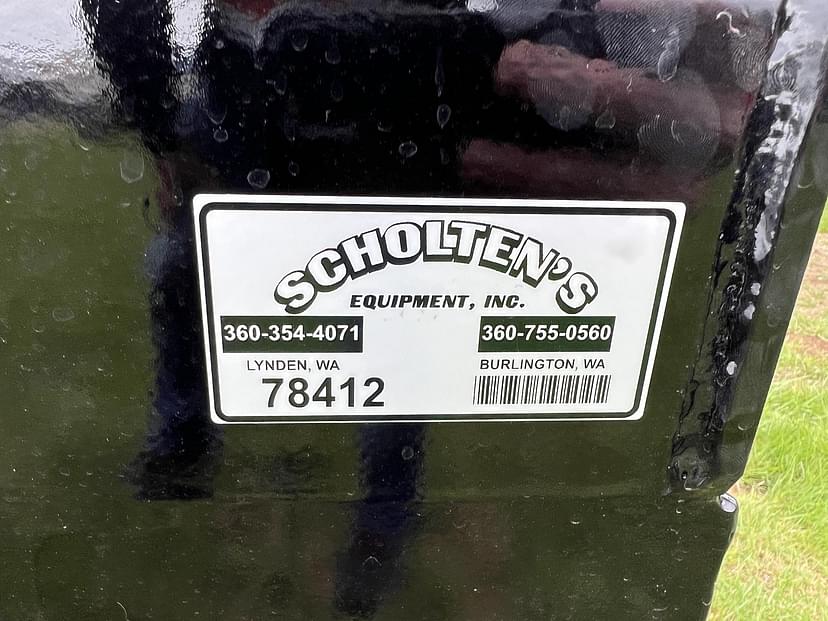 SCHOLTEN'S
EQUIPMENT, INC.
360-354-4071 360-755-0560
LYNDEN, WA BURLINGTON, WA
78412